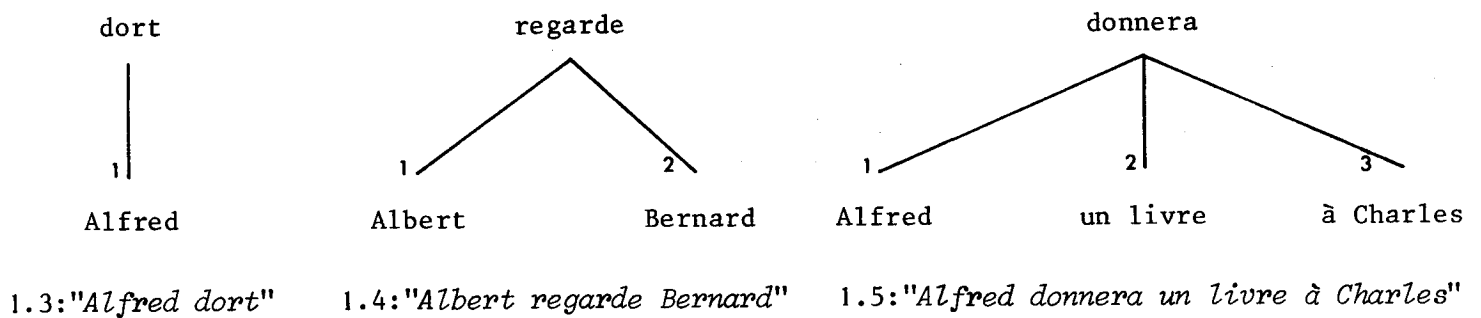 dort regarde donnera
1 1 2 1 2 3
Alfred Albert Bernard Alfred un livre à Charles
1.3:"Alfred dort" 1.4:"Albert regarde Bernard" 1.5:"Alfred donnera un livre à Charles"